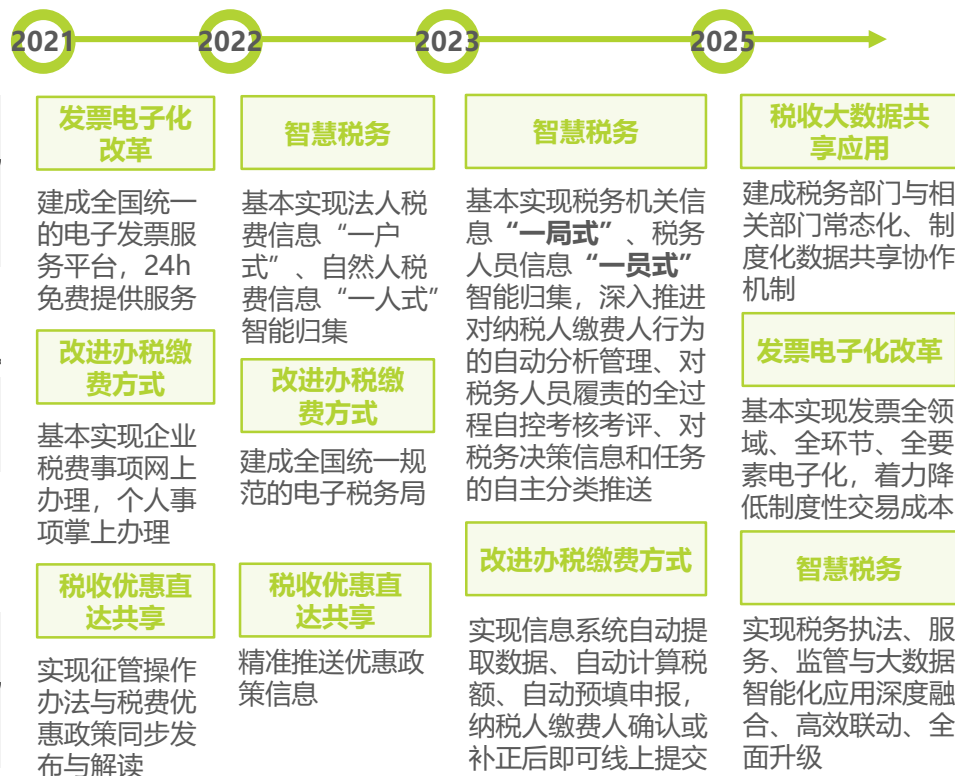 2021
2022
2023
2025
发票电子化
改革
建成全国统一
的电子发票服
务平台，24h
免费提供服务
改进办税缴
费方式
基本实现企业
税费事项网上
办理，个人事
项掌上办理
税收优惠直
达共享
实现征管操作
办法与税费优
惠政策同步发
布与解读
智慧税务
基本实现法人税
费信息“一户
式”、自然人税
费信息“一人式”
智能归集
改进办税缴
费方式
建成全国统一规
范的电子税务局
税收优惠直
达共享
精准推送优惠政
策信息
智慧税务
基本实现税务机关信
息“一局式”、税务
人员信息“一员式”
智能归集，深入推进
对纳税人缴费人行为
的自动分析管理、对
税务人员履责的全过
程自控考核考评、对
税务决策信息和任务
的自主分类推送
改进办税缴费方式
实现信息系统自动提
取数据、自动计算税
额、自动预填申报，
纳税人缴费人确认或
补正后即可线上提交
税收大数据共
享应用
建成税务部门与相
关部门常态化、制
度化数据共享协作
机制
发票电子化改革
基本实现发票全领
域、全环节、全要
素电子化，着力降
低制度性交易成本
智慧税务
实现税务执法、服
务、监管与大数据
智能化应用深度融
合、高效联动、全
面升级